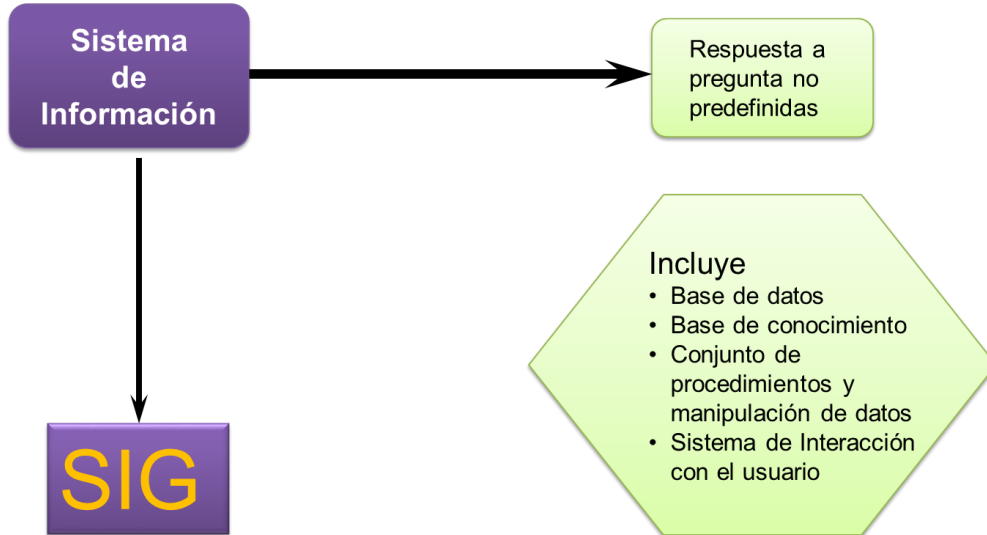 Sistema
de
Información
Respuesta a
pregunta no
predefinidas
Incluye
• Base de datos
• Base de conocimiento
• Conjunto de
procedimientos y
manipulación de datos
• Sistema de Interacción
con el usuario
SIG